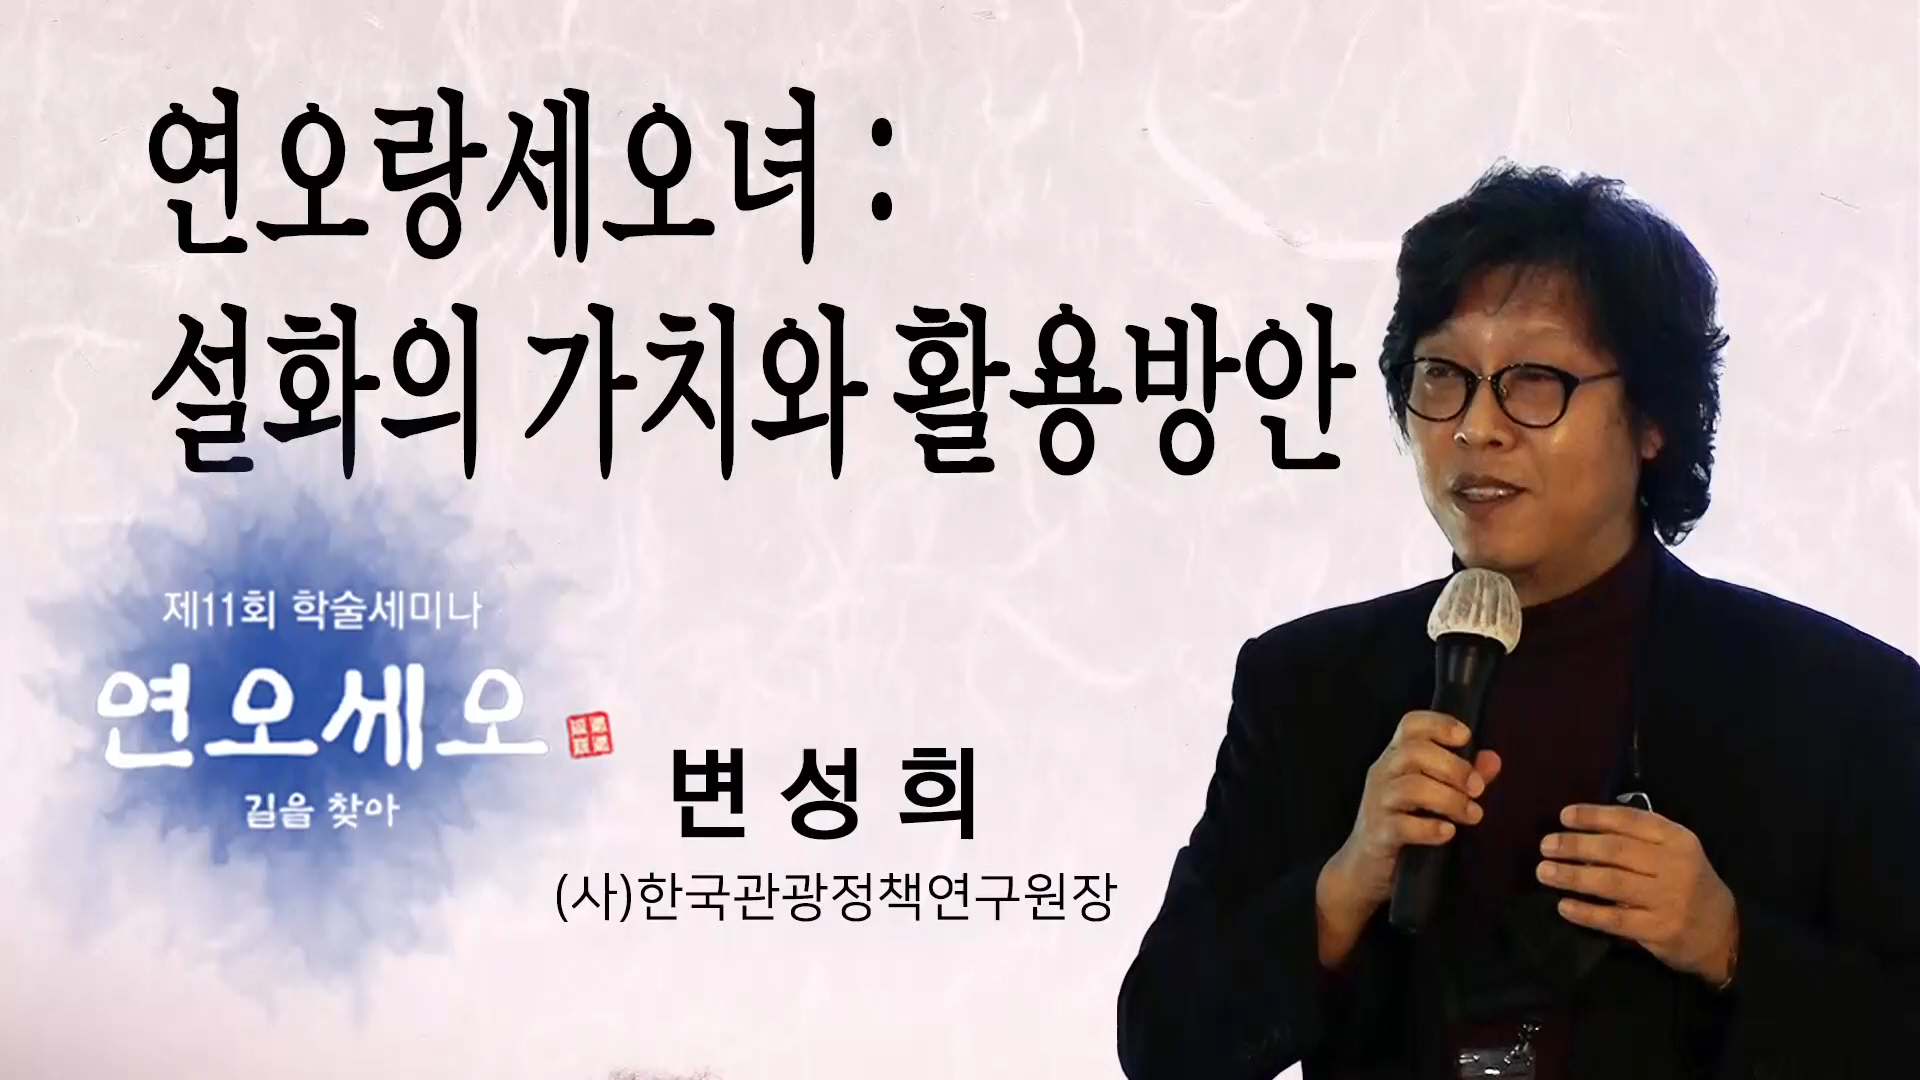 연오랑세오녀 :
설화의 가치와 활용방안
제11회 학술세미나
연오세오
길을 찾아
변성희
(사)한국관광정책연구원장